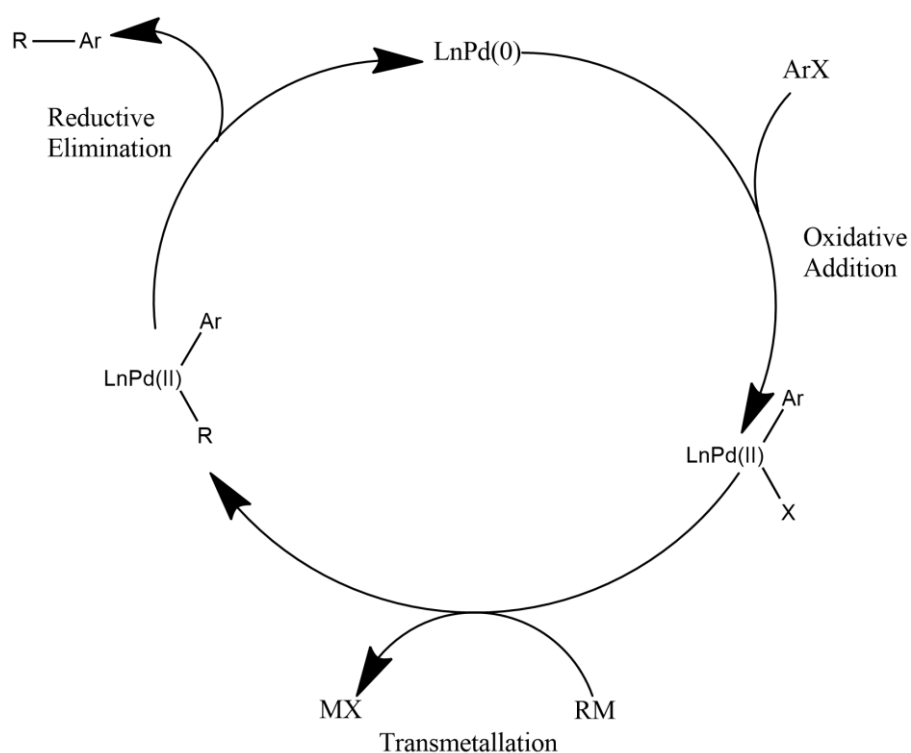 R — Ar
LnPd(0)
ArX
Reductive
Elimination
Oxidative
Addition
Ar
LnPd(II)
R
Ar
LnPd(II)
X
MX
RM
Transmetallation